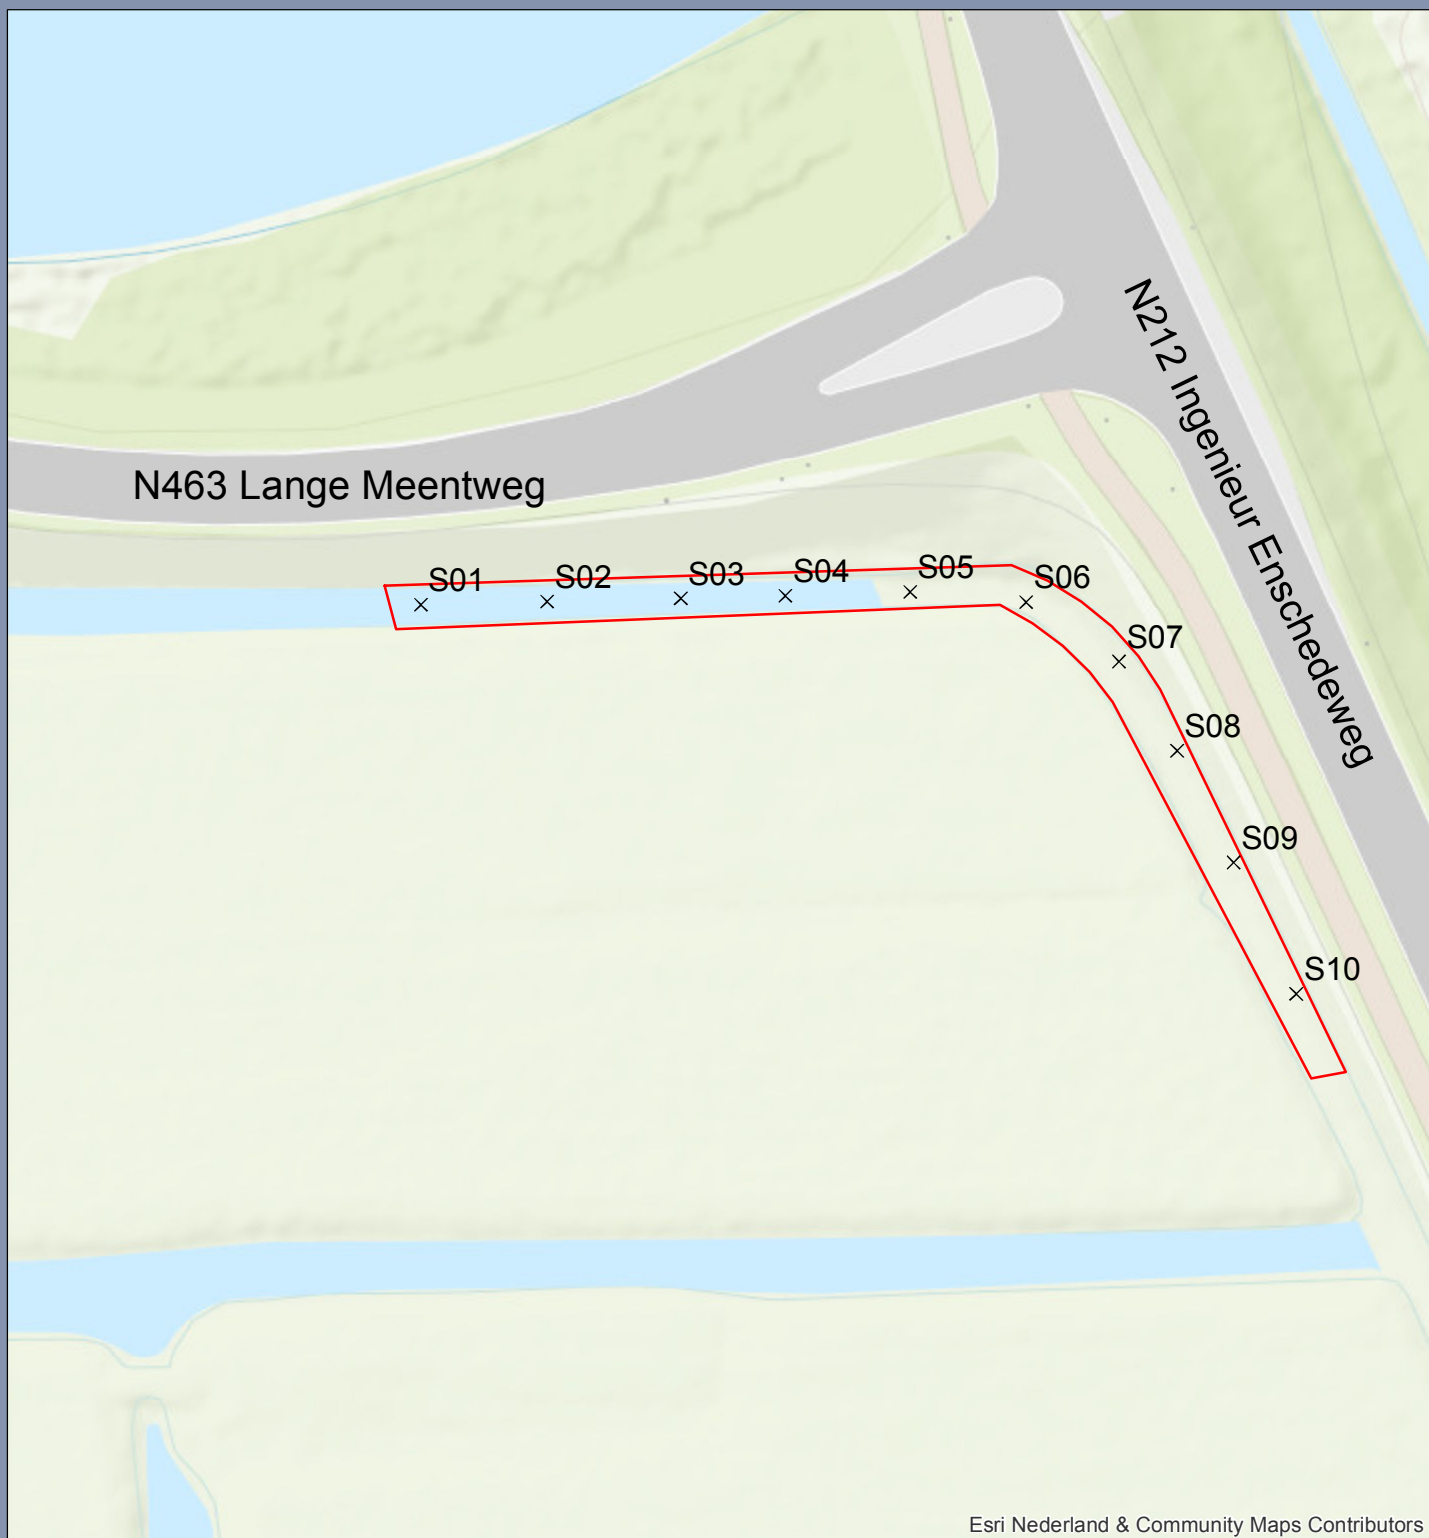 N212 Ingenieur Enschedeweg
N463 Lange Meentweg
S01
S02
S03
S04
S05
S06
S07
S08
S09
S10
Esri Nederland & Community Maps Contributors